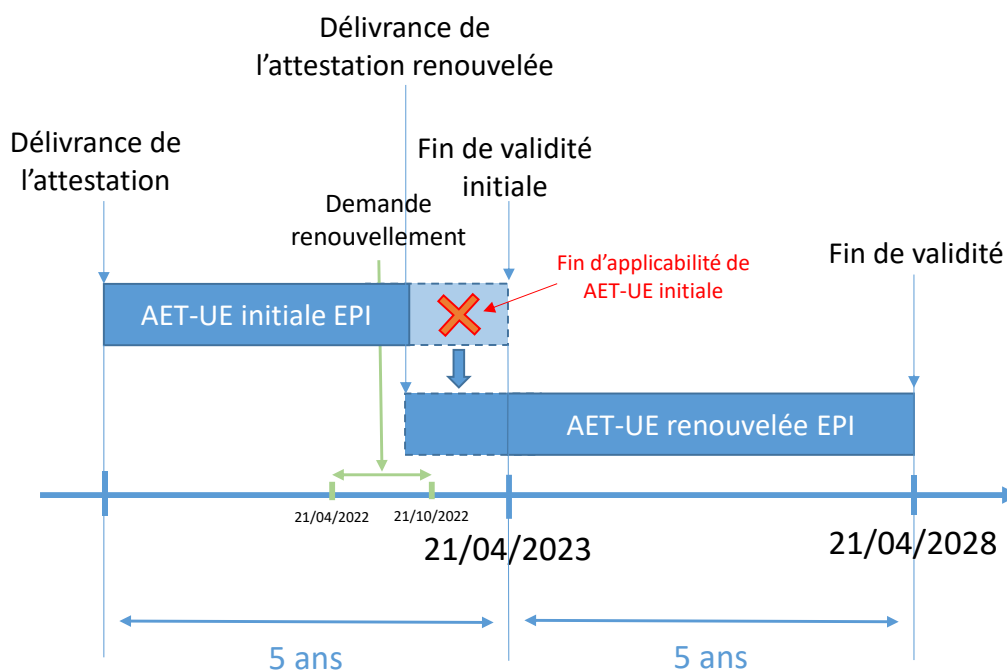 Délivrance de
l’attestation renouvelée
Délivrance de
l’attestation
Fin de validité
initiale
Demande
renouvellement
Fin d’applicabilité de
AET-UE initiale
Fin de validité
AET-UE initiale EPI
AET-UE renouvelée EPI
21/04/2022
21/10/2022
21/04/2023
21/04/2028
5 ans
5 ans